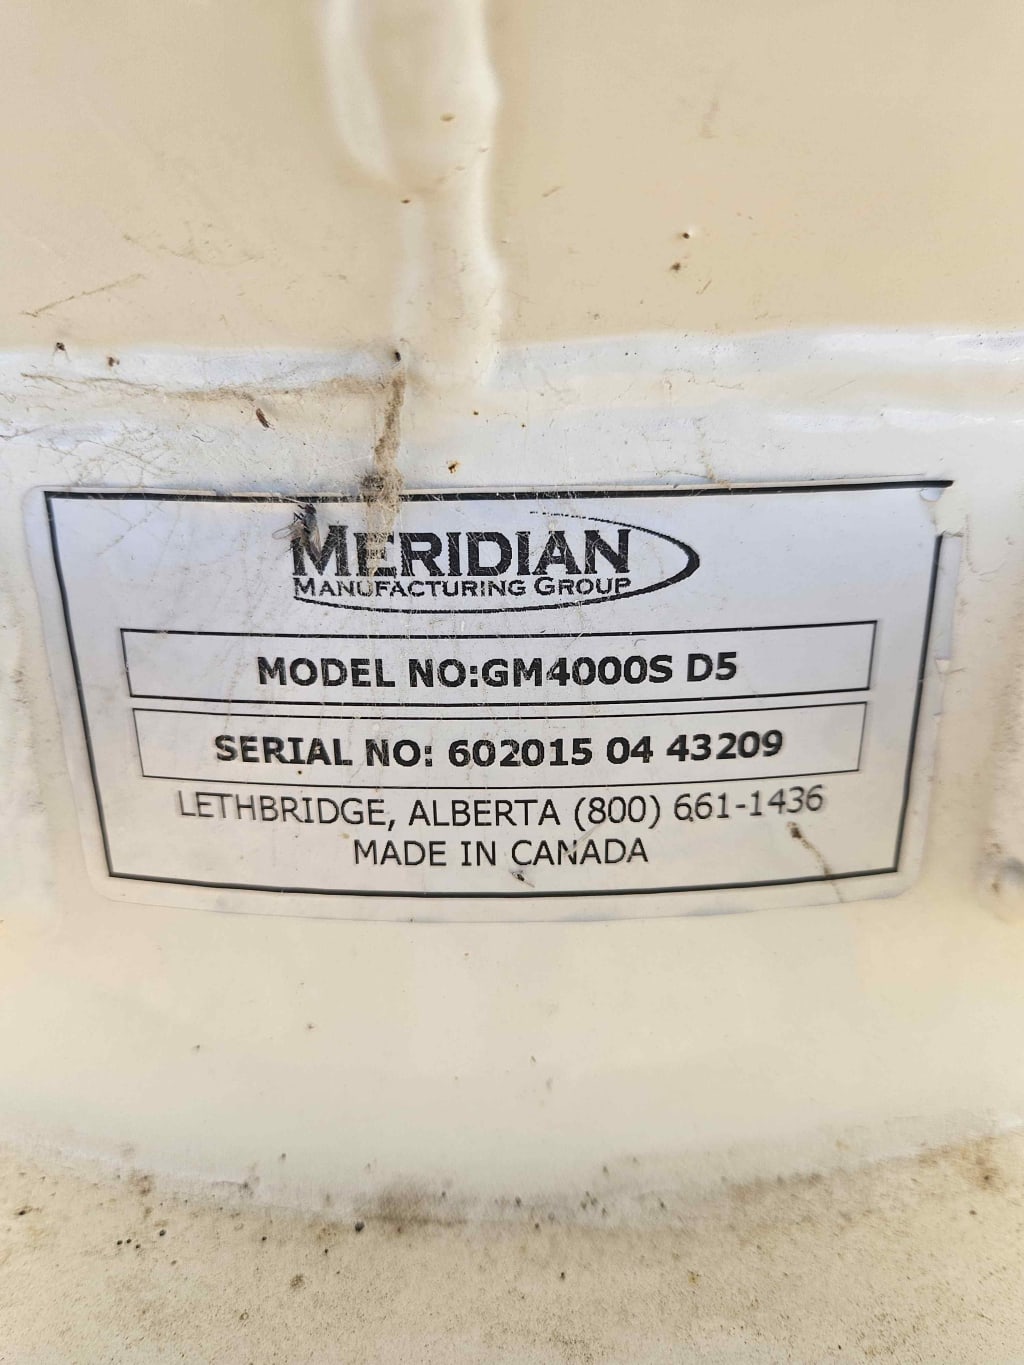 MERIDIAN
MANUFACTURING GROUP
MODEL NO:GM4000S D5
SERIAL NO: 602015 04 43209
LETHBRIDGE, ALBERTA (800) 661-1436
MADE IN CANADA